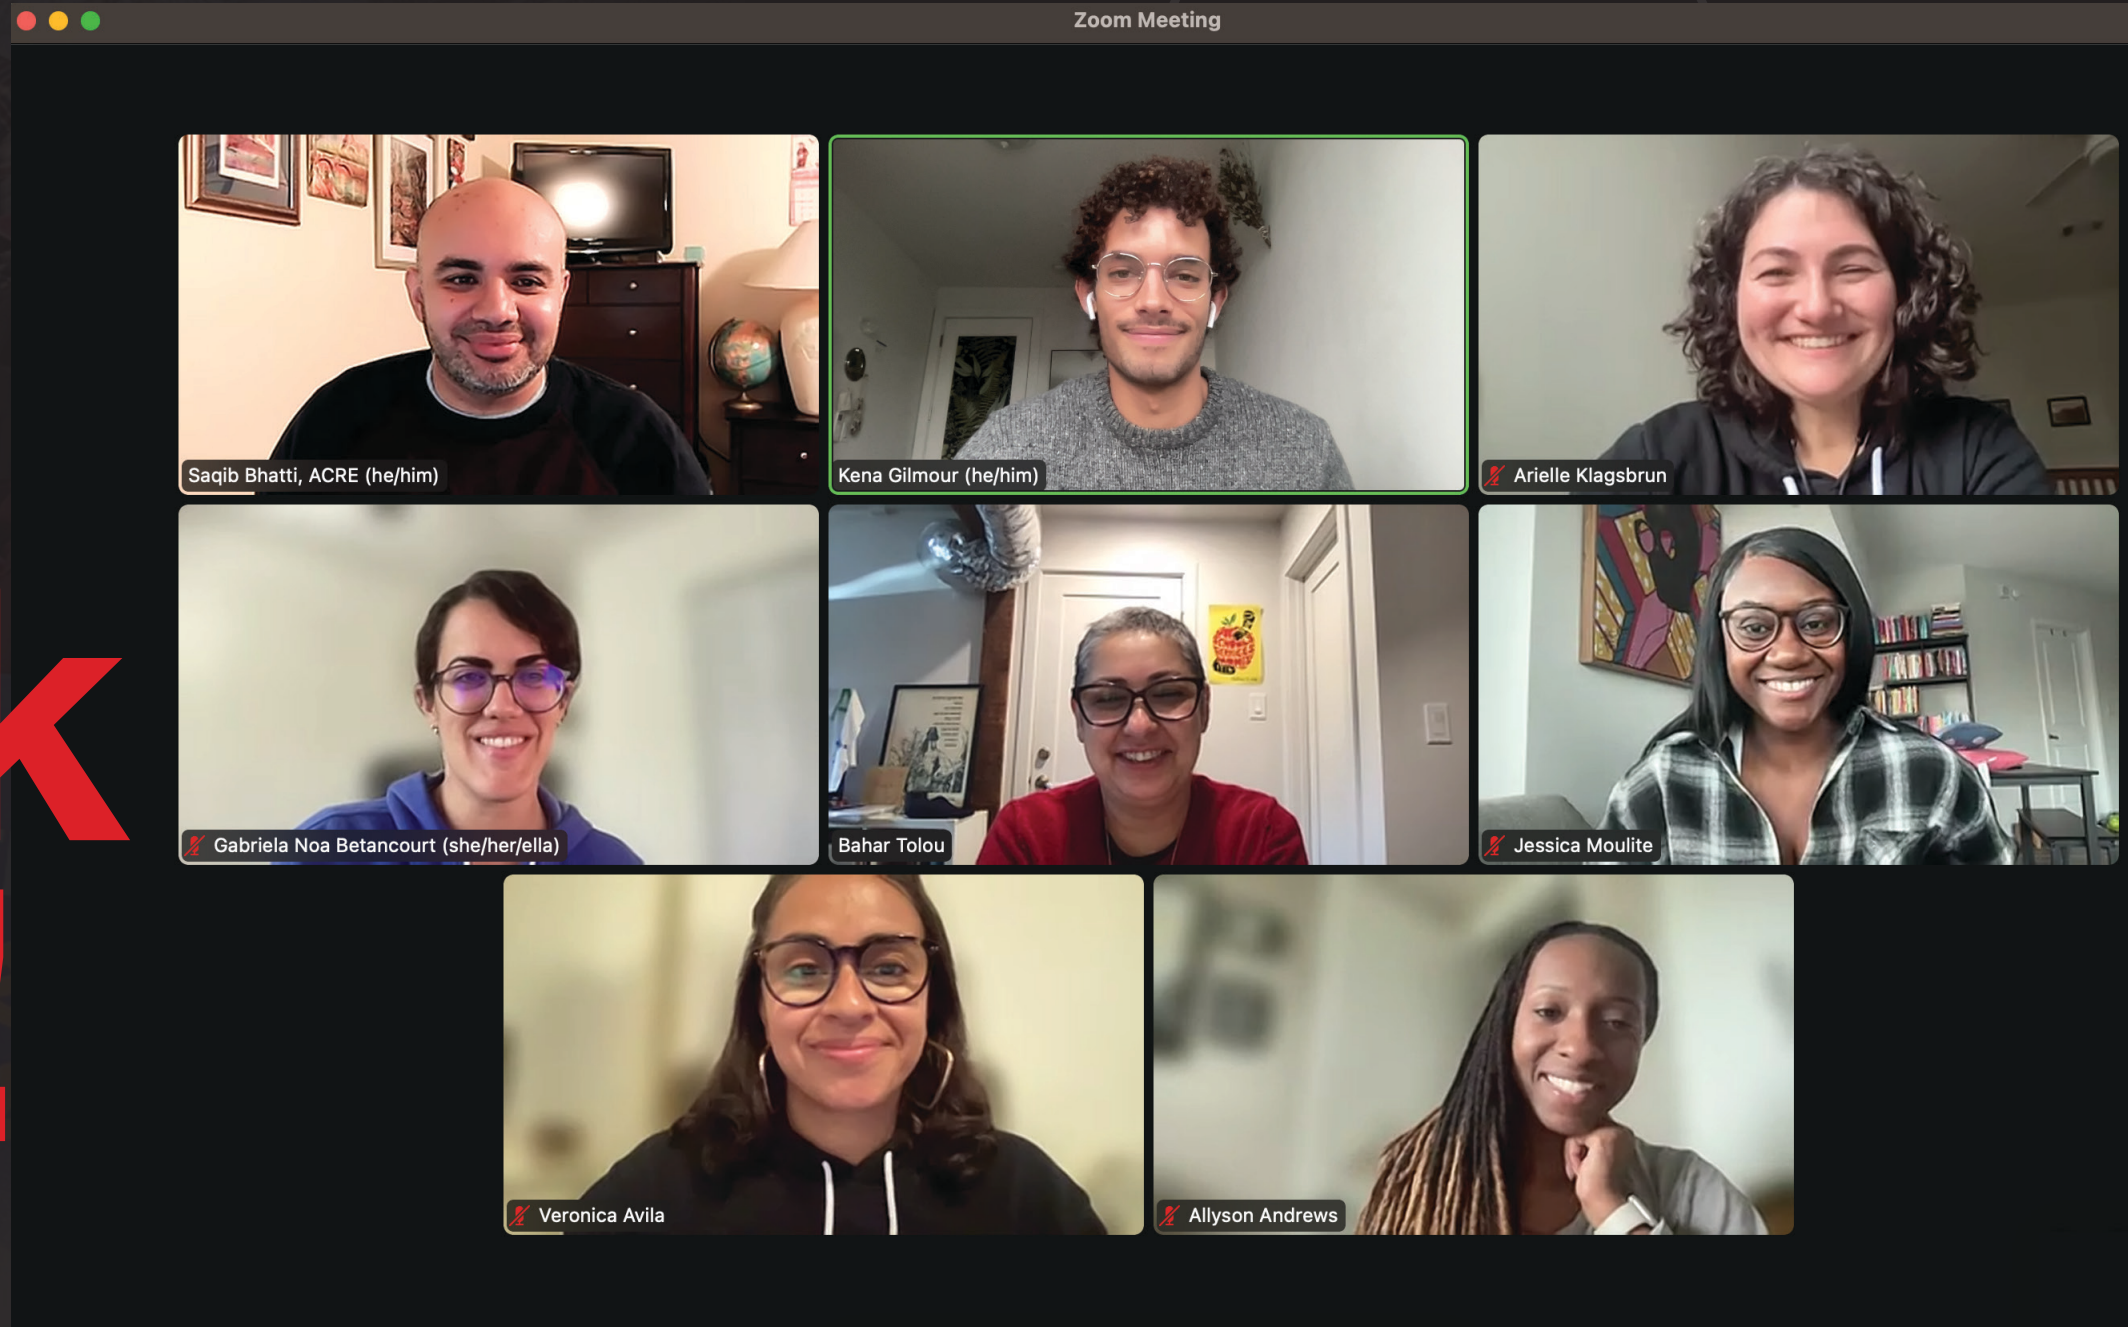 Zoom Meeting
Saqib Bhatti, ACRE (he/him)
Kena Gilmour (he/him)
Arielle Klagsbrun
Gabriela Noa Betancourt (she/her/ella)
Bahar Tolou
Jessica Moulite
Veronica Avila
Allyson Andrews
K